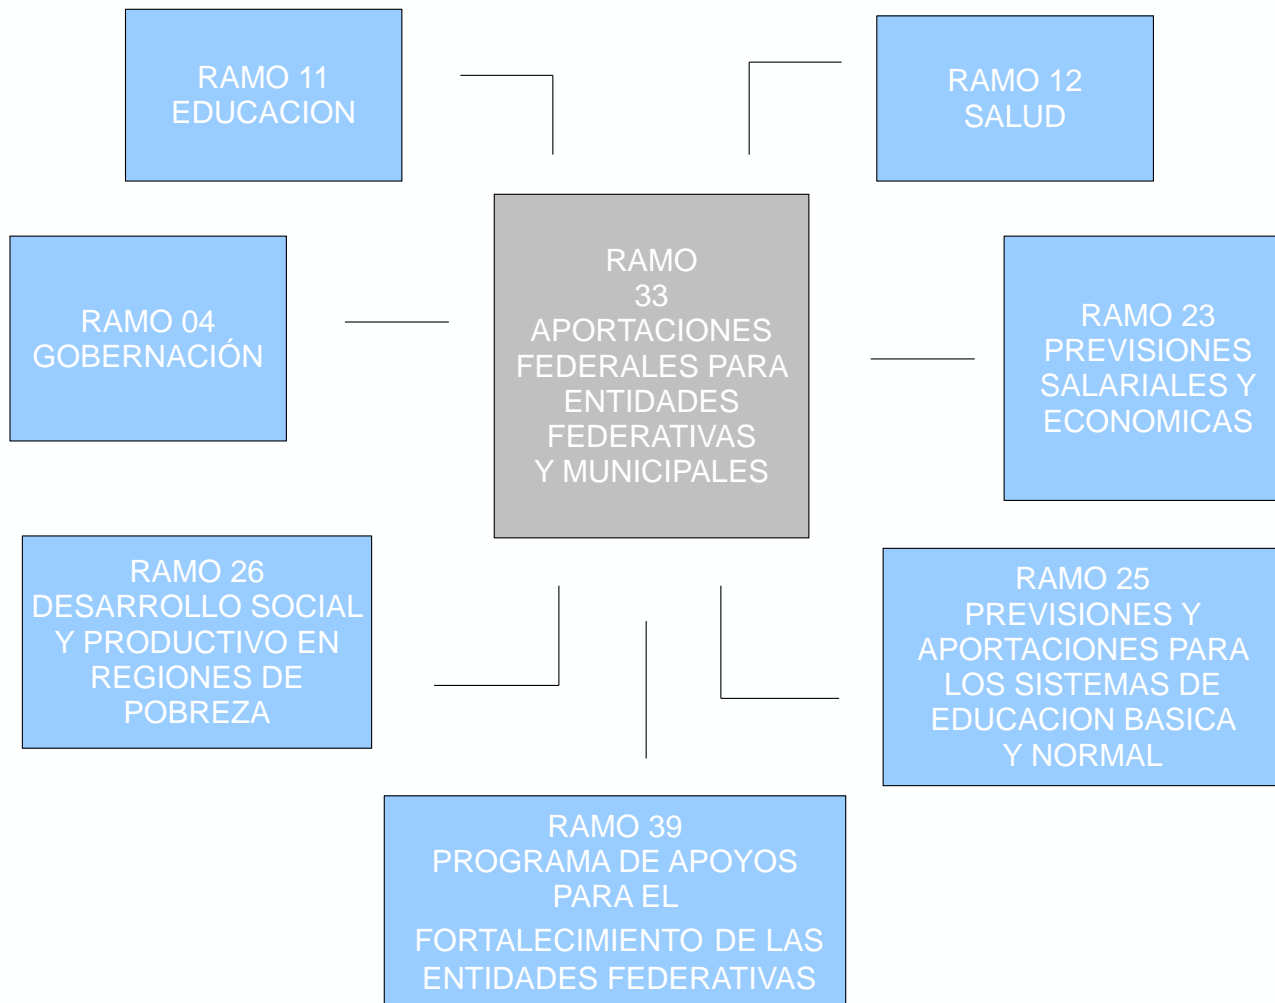 RAMO 11
EDUCACION
RAMO 12
SALUD
RAMO 04
GOBERNACIÓN
RAMO
33
APORTACIONES
FEDERALES PARA
ENTIDADES
FEDERATIVAS
Y MUNICIPALES
RAMO 23
PREVISIONES
SALARIALES Y
ECONOMICAS
RAMO 26
DESARROLLO SOCIAL
Y PRODUCTIVO EN
REGIONES DE
POBREZA
RAMO 25
PREVISIONES Y
APORTACIONES PARA
LOS SISTEMAS DE
EDUCACION BASICA
Y NORMAL
RAMO 39
PROGRAMA DE APOYOS
PARA EL
FORTALECIMIENTO DE LAS
ENTIDADES FEDERATIVAS